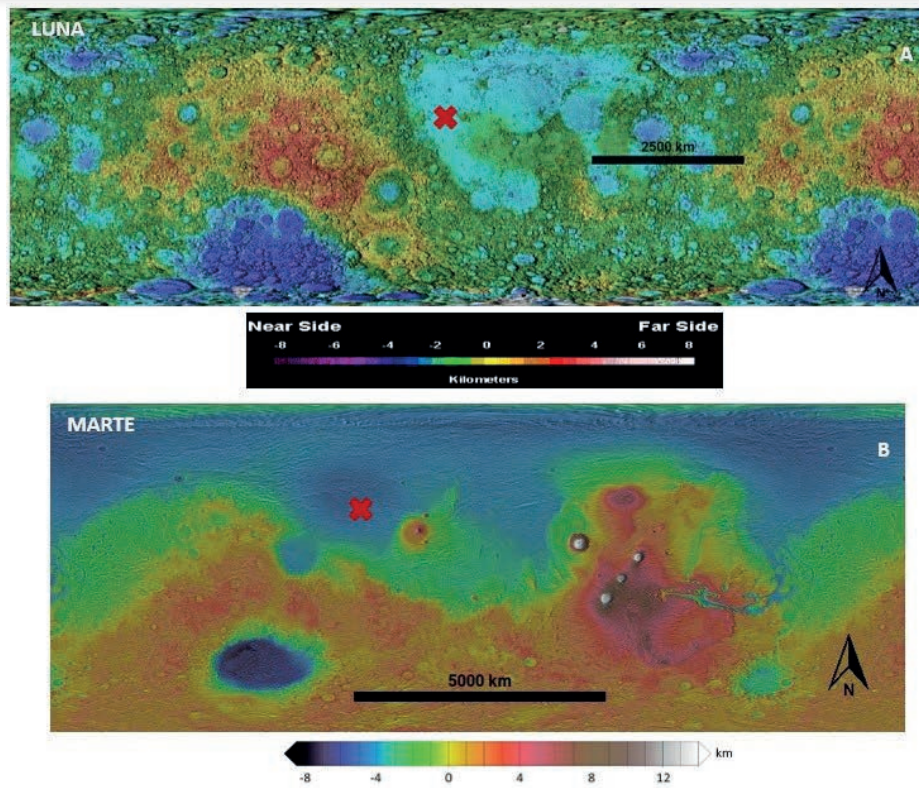 LUNA
A
2500 km
N
Near Side Far Side
-8 -6 -4 -2 0 2 4 6 8
Kilometers
MARTE
B
5000 km
N
-8 -4 0 4 8 12 km